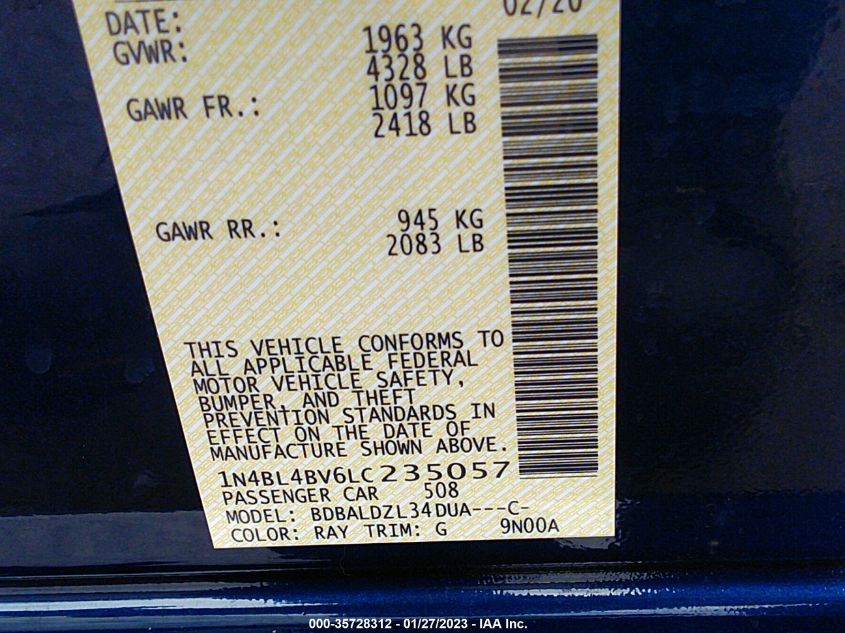 DATE: 02/20
GVWR: 1963 KG
4328 LB
GAWR FR.: 1097 KG
2418 LB
GAWR RR.: 945 KG
2083 LB
THIS VEHICLE CONFORMS TO
ALL APPLICABLE FEDERAL
MOTOR VEHICLE SAFETY,
BUMPER, AND THEFT
PREVENTION STANDARDS IN
EFFECT ON THE DATE OF
MANUFACTURE SHOWN ABOVE.
1N4BL4BV6LC235057
PASSENGER CAR 508
MODEL: BDBALDZL34DUA---C-
COLOR: RAY TRIM: G 9N00A
000-35728312 - 01/27/2023 - IAA Inc.